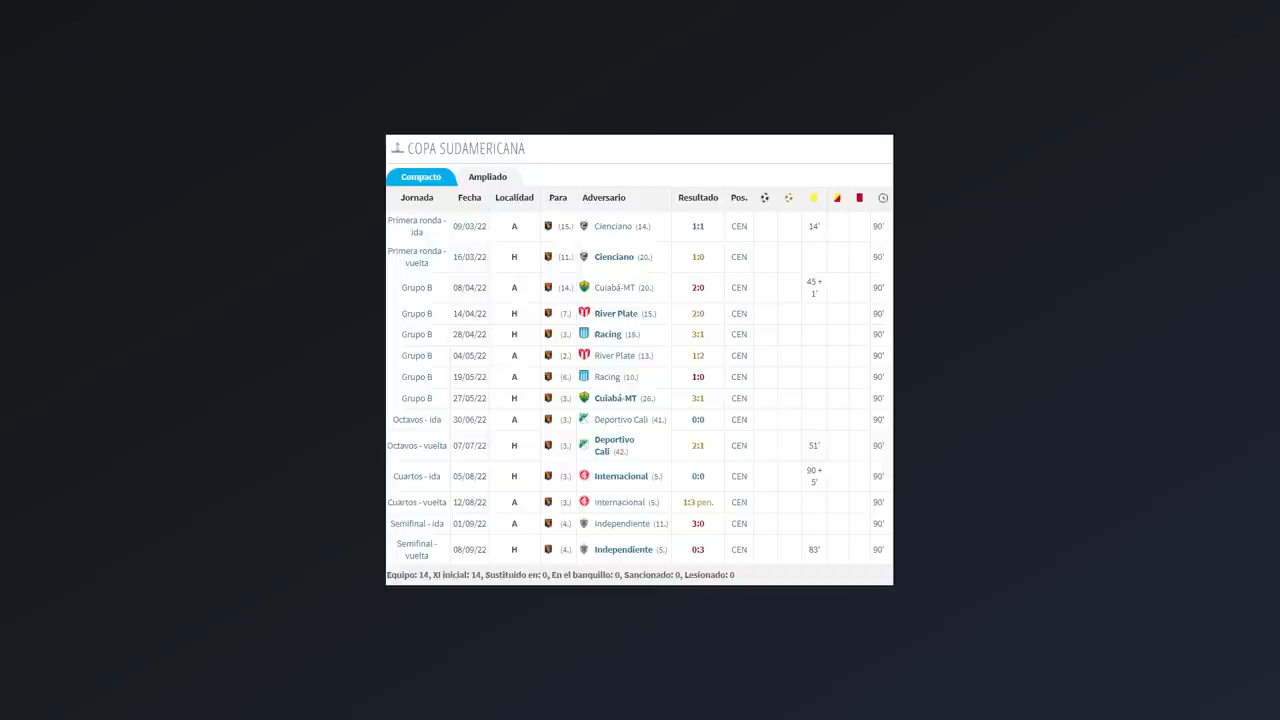 COPA SUDAMERICANA
Compacto Ampliado
Jornada Fecha Localidad Para Adversario Resultado Pos.
Primera ronda - ida 09/03/22 A (15.) Cienciano (14.) 1:1 CEN 14' 90'
Primera ronda - vuelta 16/03/22 H (11.) Cienciano (20.) 1:0 CEN 90'
Grupo B 08/04/22 A (14.) Cuiabá-MT (20.) 2:0 CEN 45 + 1' 90'
Grupo B 14/04/22 H (7.) River Plate (15.) 2:0 CEN 90'
Grupo B 28/04/22 H (3.) Racing (19.) 3:1 CEN 90'
Grupo B 04/05/22 A (2.) River Plate (13.) 1:2 CEN 90'
Grupo B 19/05/22 A (6.) Racing (10.) 1:0 CEN 90'
Grupo B 27/05/22 H (3.) Cuiabá-MT (26.) 3:1 CEN 90'
Octavos - ida 30/06/22 A (3.) Deportivo Cali (41.) 0:0 CEN 90'
Octavos - vuelta 07/07/22 H (3.) Deportivo Cali (42.) 2:1 CEN 51' 90'
Cuartos - ida 05/08/22 H (3.) Internacional (5.) 0:0 CEN 90 + 5' 90'
Cuartos - vuelta 12/08/22 A (3.) Internacional (5.) 1:3 pen. CEN 90'
Semifinal - ida 01/09/22 A (4.) Independiente (11.) 3:0 CEN 90'
Semifinal - vuelta 08/09/22 H (4.) Independiente (5.) 0:3 CEN 83' 90'
Equipo: 14, XI inicial: 14, Sustituido en: 0, En el banquillo: 0, Sancionado: 0, Lesionado: 0